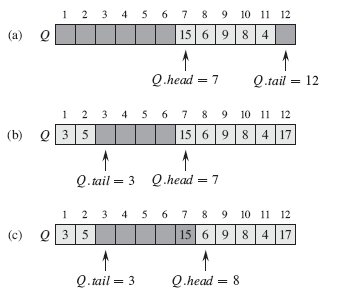 1 2 3 4 5 6 7 8 9 10 11 12
(a) Q 15 6 9 8 4
Q.head = 7 Q.tail = 12
1 2 3 4 5 6 7 8 9 10 11 12
(b) Q 3 5 15 6 9 8 4 17
Q.tail = 3 Q.head = 7
1 2 3 4 5 6 7 8 9 10 11 12
(c) Q 3 5 15 6 9 8 4 17
Q.tail = 3 Q.head = 8